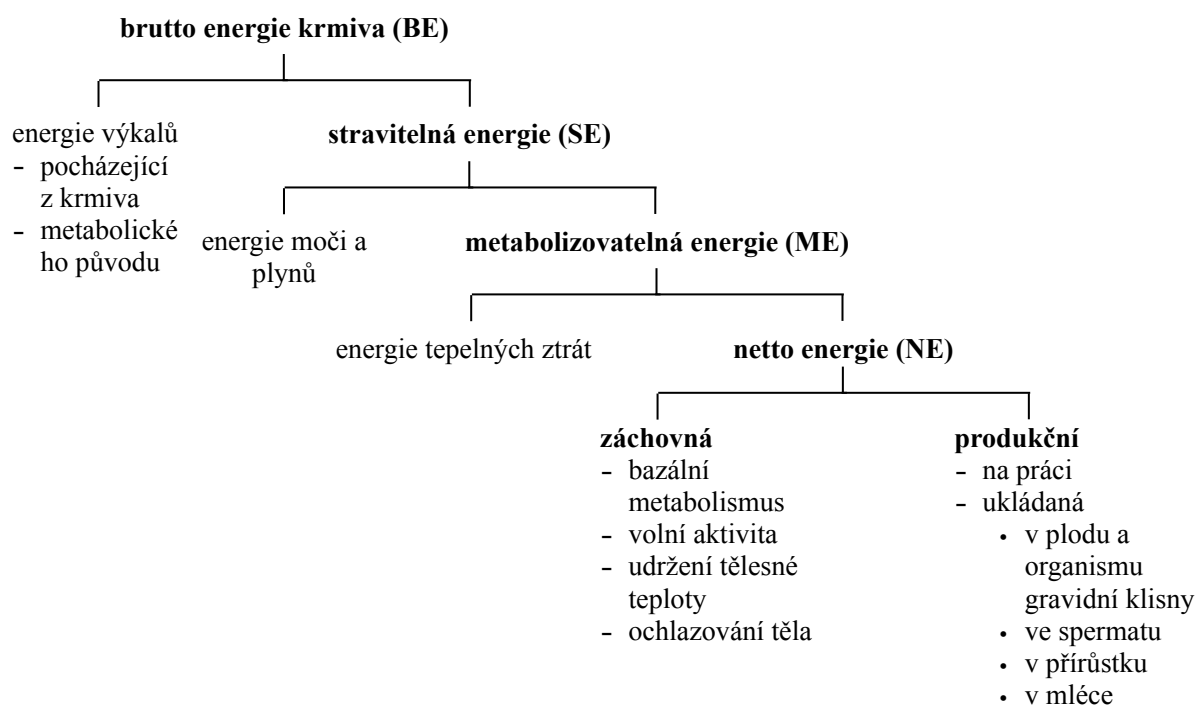 brutto energie krmiva (BE)
energie výkalů
- pocházející
z krmiva
- metabolické
ho původu
stravitelná energie (SE)
energie moči a
plynů
metabolizovatelná energie (ME)
energie tepelných ztrát
netto energie (NE)
záchovná
- bazální
metabolismus
- volní aktivita
- udržení tělesné
teploty
- ochlazování těla
produkční
- na práci
- ukládaná
• v plodu a
organismu
gravidní klisny
• ve spermatu
• v přírůstku
• v mléce